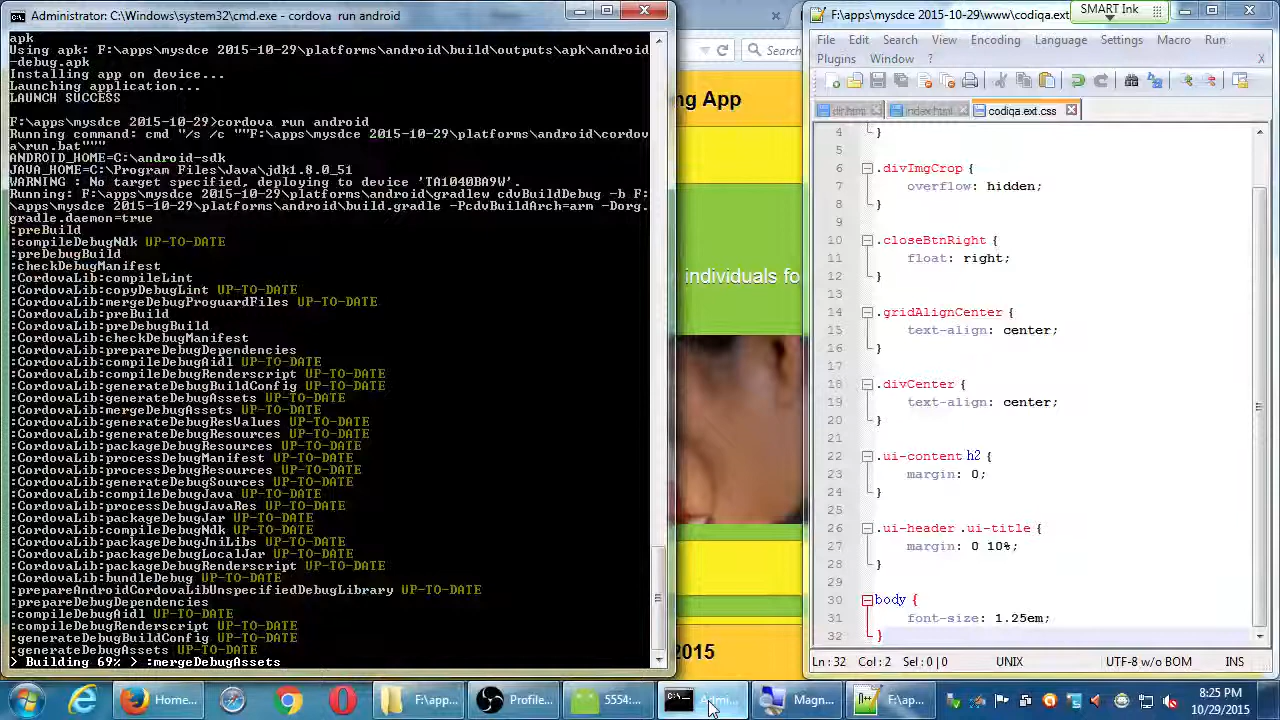 Administrator: C:\Windows\system32\cmd.exe - cordova  run android
apk
Using apk: F:\apps\mysdce 2015-10-29\platforms\android\build\outputs\apk\android
-debug.apk
Installing app on device...
Launching application...
LAUNCH SUCCESS
F:\apps\mysdce 2015-10-29>cordova run android
Running command: cmd "/s /c ""F:\apps\mysdce 2015-10-29\platforms\android\cordov
a\run.bat"""
ANDROID_HOME=C:\android-sdk
JAVA_HOME=C:\Program Files\Java\jdk1.8.0_51
WARNING : No target specified, deploying to device 'TA1040BA9W'.
Running: F:\apps\mysdce 2015-10-29\platforms\android\gradlew cdvBuildDebug -b F:
\apps\mysdce 2015-10-29\platforms\android\build.gradle -PcdvBuildArch=arm -Dorg.
gradle.daemon=true
:preBuild
:compileDebugNdk UP-TO-DATE
:preDebugBuild
:checkDebugManifest
:CordovaLib:compileLint
:CordovaLib:copyDebugLint UP-TO-DATE
:CordovaLib:mergeDebugProguardFiles UP-TO-DATE
:CordovaLib:preBuild
:CordovaLib:preDebugBuild
:CordovaLib:checkDebugManifest
:CordovaLib:prepareDebugDependencies
:CordovaLib:compileDebugAidl UP-TO-DATE
:CordovaLib:compileDebugRenderscript UP-TO-DATE
:CordovaLib:generateDebugBuildConfig UP-TO-DATE
:CordovaLib:generateDebugAssets UP-TO-DATE
:CordovaLib:mergeDebugAssets UP-TO-DATE
:CordovaLib:generateDebugResValues UP-TO-DATE
:CordovaLib:generateDebugResources UP-TO-DATE
:CordovaLib:packageDebugResources UP-TO-DATE
:CordovaLib:processDebugManifest UP-TO-DATE
:CordovaLib:processDebugResources UP-TO-DATE
:CordovaLib:generateDebugSources UP-TO-DATE
:CordovaLib:compileDebugJava UP-TO-DATE
:CordovaLib:processDebugJavaRes UP-TO-DATE
:CordovaLib:packageDebugJar UP-TO-DATE
:CordovaLib:compileDebugNdk UP-TO-DATE
:CordovaLib:packageDebugJniLibs UP-TO-DATE
:CordovaLib:packageDebugLocalJar UP-TO-DATE
:CordovaLib:packageDebugRenderscript UP-TO-DATE
:CordovaLib:bundleDebug UP-TO-DATE
:prepareAndroidCordovaLibUnspecifiedDebugLibrary UP-TO-DATE
:prepareDebugDependencies
:compileDebugAidl UP-TO-DATE
:compileDebugRenderscript UP-TO-DATE
:generateDebugBuildConfig UP-TO-DATE
:generateDebugAssets UP-TO-DATE
> Building 69% > :mergeDebugAssets
Search
ng App
individuals fo
2015
F:\apps\mysdce 2015-10-29\www\codiqa.ext
SMART Ink
File Edit Search View Encoding Language Settings Macro Run
Plugins Window ?
X
dir.html index.html codiqa.ext.css
4 }
5
6 .divImgCrop {
7 overflow: hidden;
8 }
9
10 .closeBtnRight {
11 float: right;
12 }
13
14 .gridAlignCenter {
15 text-align: center;
16 }
17
18 .divCenter {
19 text-align: center;
20 }
21
22 .ui-content h2 {
23 margin: 0;
24 }
25
26 .ui-header .ui-title {
27 margin: 0 10%;
28 }
29
30 body {
31 font-size: 1.25em;
32 }
Ln:32 Col:2 Sel:0|0 UNIX UTF-8 w/o BOM INS
Home... F:\app... Profile... 5554:... Admi... Magn... F:\ap...
8:25 PM
10/29/2015